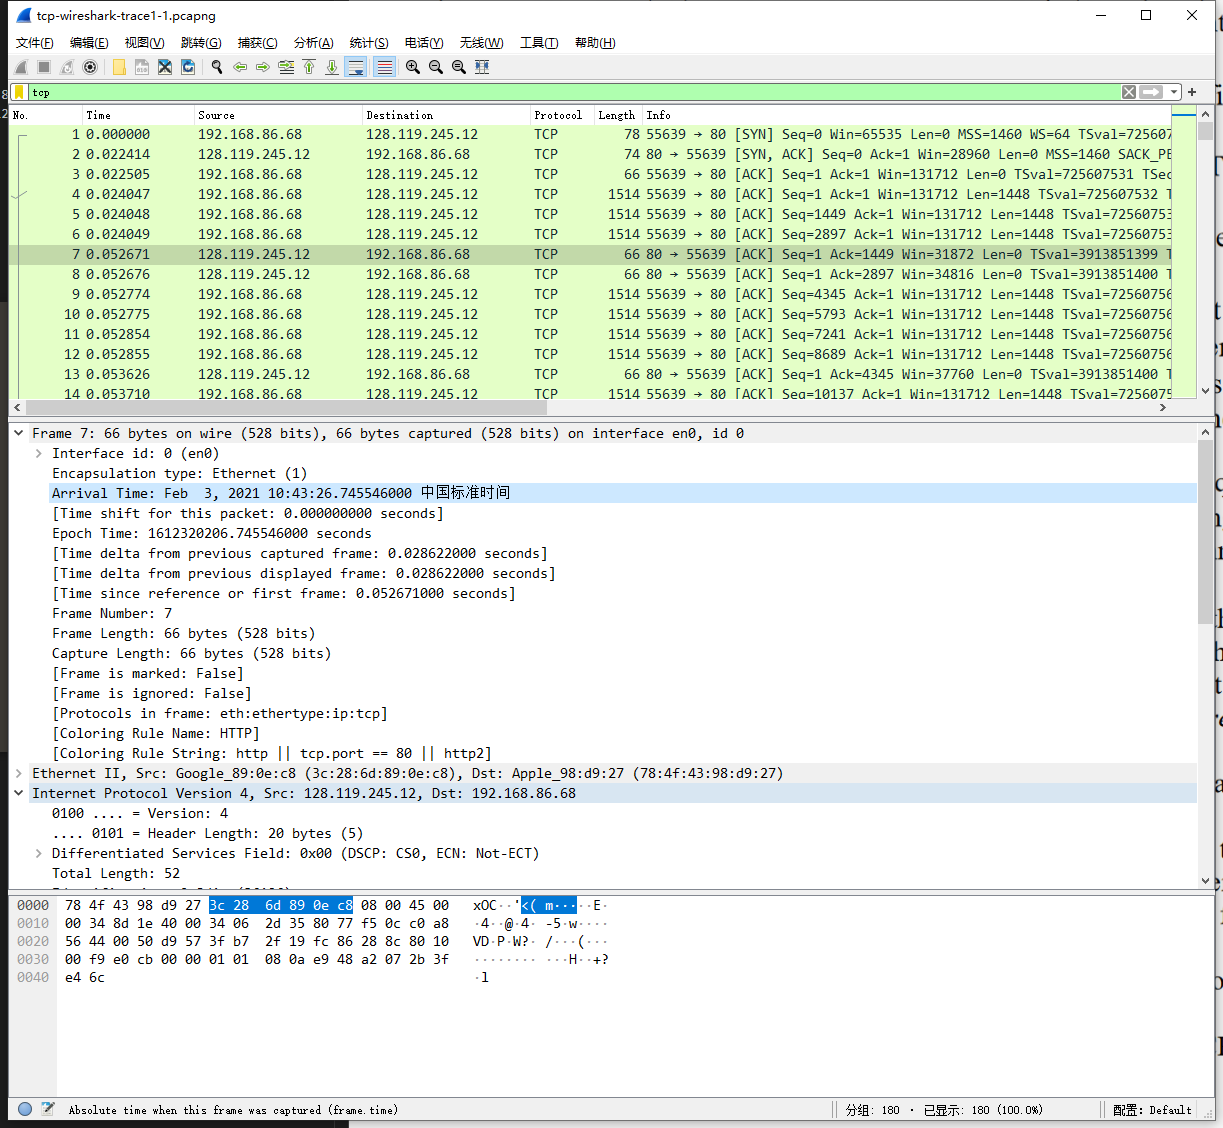 tcp-wireshark-trace1-1.pcapng
文件(F) 编辑(E) 视图(V) 跳转(G) 捕获(C) 分析(A) 统计(S) 电话(Y) 无线(W) 工具(T) 帮助(H)
tcp
No. Time Source Destination Protocol Length Info
1 0.000000 192.168.86.68 128.119.245.12 TCP 78 55639 → 80 [SYN] Seq=0 Win=65535 Len=0 MSS=1460 WS=64 TSval=725607
2 0.022414 128.119.245.12 192.168.86.68 TCP 74 80 → 55639 [SYN, ACK] Seq=0 Ack=1 Win=28960 Len=0 MSS=1460 SACK_PE
3 0.022505 192.168.86.68 128.119.245.12 TCP 66 55639 → 80 [ACK] Seq=1 Ack=1 Win=131712 Len=0 TSval=725607531 TSec
4 0.024047 192.168.86.68 128.119.245.12 TCP 1514 55639 → 80 [ACK] Seq=1 Ack=1 Win=131712 Len=1448 TSval=725607532 T
5 0.024048 192.168.86.68 128.119.245.12 TCP 1514 55639 → 80 [ACK] Seq=1449 Ack=1 Win=131712 Len=1448 TSval=72560753
6 0.024049 192.168.86.68 128.119.245.12 TCP 1514 55639 → 80 [ACK] Seq=2897 Ack=1 Win=131712 Len=1448 TSval=72560753
7 0.052671 128.119.245.12 192.168.86.68 TCP 66 80 → 55639 [ACK] Seq=1 Ack=1449 Win=31872 Len=0 TSval=3913851399 T
8 0.052676 128.119.245.12 192.168.86.68 TCP 66 80 → 55639 [ACK] Seq=1 Ack=2897 Win=34816 Len=0 TSval=3913851400 T
9 0.052774 192.168.86.68 128.119.245.12 TCP 1514 55639 → 80 [ACK] Seq=4345 Ack=1 Win=131712 Len=1448 TSval=72560756
10 0.052775 192.168.86.68 128.119.245.12 TCP 1514 55639 → 80 [ACK] Seq=5793 Ack=1 Win=131712 Len=1448 TSval=72560756
11 0.052854 192.168.86.68 128.119.245.12 TCP 1514 55639 → 80 [ACK] Seq=7241 Ack=1 Win=131712 Len=1448 TSval=72560756
12 0.052855 192.168.86.68 128.119.245.12 TCP 1514 55639 → 80 [ACK] Seq=8689 Ack=1 Win=131712 Len=1448 TSval=72560756
13 0.053626 128.119.245.12 192.168.86.68 TCP 66 80 → 55639 [ACK] Seq=1 Ack=4345 Win=37760 Len=0 TSval=3913851400 T
14 0.053710 192.168.86.68 128.119.245.12 TCP 1514 55639 → 80 [ACK] Seq=10137 Ack=1 Win=131712 Len=1448 TSval=7256075
Frame 7: 66 bytes on wire (528 bits), 66 bytes captured (528 bits) on interface en0, id 0
Interface id: 0 (en0)
Encapsulation type: Ethernet (1)
Arrival Time: Feb  3, 2021 10:43:26.745546000 中国标准时间
[Time shift for this packet: 0.000000000 seconds]
Epoch Time: 1612320206.745546000 seconds
[Time delta from previous captured frame: 0.028622000 seconds]
[Time delta from previous displayed frame: 0.028622000 seconds]
[Time since reference or first frame: 0.052671000 seconds]
Frame Number: 7
Frame Length: 66 bytes (528 bits)
Capture Length: 66 bytes (528 bits)
[Frame is marked: False]
[Frame is ignored: False]
[Protocols in frame: eth:ethertype:ip:tcp]
[Coloring Rule Name: HTTP]
[Coloring Rule String: http || tcp.port == 80 || http2]
Ethernet II, Src: Google_89:0e:c8 (3c:28:6d:89:0e:c8), Dst: Apple_98:d9:27 (78:4f:43:98:d9:27)
Internet Protocol Version 4, Src: 128.119.245.12, Dst: 192.168.86.68
0100 .... = Version: 4
.... 0101 = Header Length: 20 bytes (5)
Differentiated Services Field: 0x00 (DSCP: CS0, ECN: Not-ECT)
Total Length: 52
0000 78 4f 43 98 d9 27 3c 28 6d 89 0e c8 08 00 45 00 xOC··'<( m·····E·
0010 00 34 8d 1e 40 00 34 06 2d 35 80 77 f5 0c c0 a8 ·4··@·4· -5·w····
0020 56 44 00 50 d9 57 3f b7 2f 19 fc 86 28 8c 80 10 VD·P·W?· /···(···
0030 00 f9 e0 cb 00 00 01 01 08 0a e9 48 a2 07 2b 3f ········ ···H··+?
0040 e4 6c ·l
Absolute time when this frame was captured (frame.time) 分组: 180 · 已显示: 180 (100.0%) 配置: Default